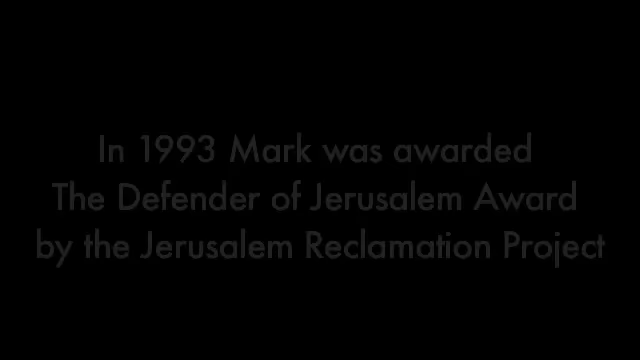 In 1993 Mark was awarded
The Defender of Jerusalem Award
by the Jerusalem Reclamation Project